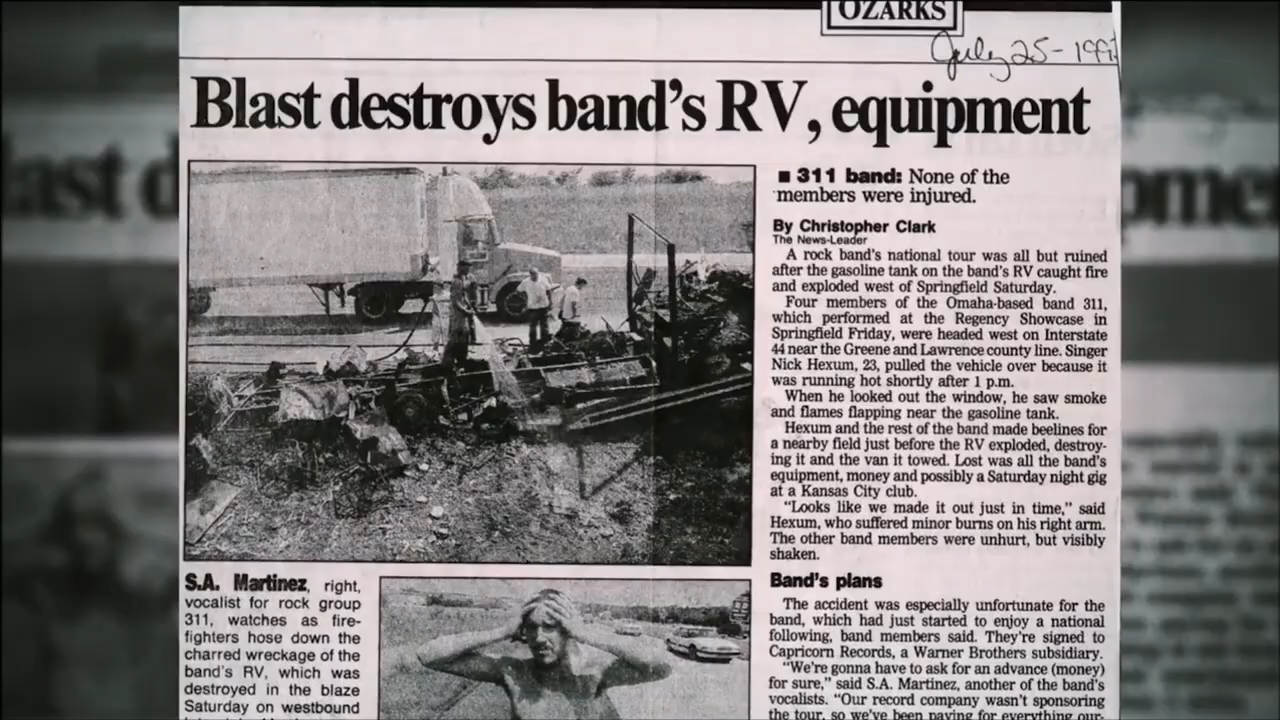 OZARKS
July 25-199
Blast destroys band's RV, equipment
■ 311 band: None of the
members were injured.
By Christopher Clark
The News-Leader
A rock band's national tour was all but ruined
after the gasoline tank on the band's RV caught fire
and exploded west of Springfield Saturday.
Four members of the Omaha-based band 311,
which performed at the Regency Showcase in
Springfield Friday, were headed west on Interstate
44 near the Greene and Lawrence county line. Singer
Nick Hexum, 23, pulled the vehicle over because it
was running hot shortly after 1 p.m.
When he looked out the window, he saw smoke
and flames flapping near the gasoline tank.
Hexum and the rest of the band made beelines for
a nearby field just before the RV exploded, destroy-
ing it and the van it towed. Lost was all the band's
equipment, money and possibly a Saturday night gig
at a Kansas City club.
"Looks like we made it out just in time," said
Hexum, who suffered minor burns on his right arm.
The other band members were unhurt, but visibly
shaken.
Band's plans
The accident was especially unfortunate for the
band, which had just started to enjoy a national
following, band members said. They're signed to
Capricorn Records, a Warner Brothers subsidiary.
"We're gonna have to ask for an advance (money)
for sure," said S.A. Martinez, another of the band's
vocalists. "Our record company wasn't sponsoring
the tour, so we've been paying for everything our-
S.A. Martinez, right,
vocalist for rock group
311, watches as fire-
fighters hose down the
charred wreckage of the
band's RV, which was
destroyed in the blaze
Saturday on westbound